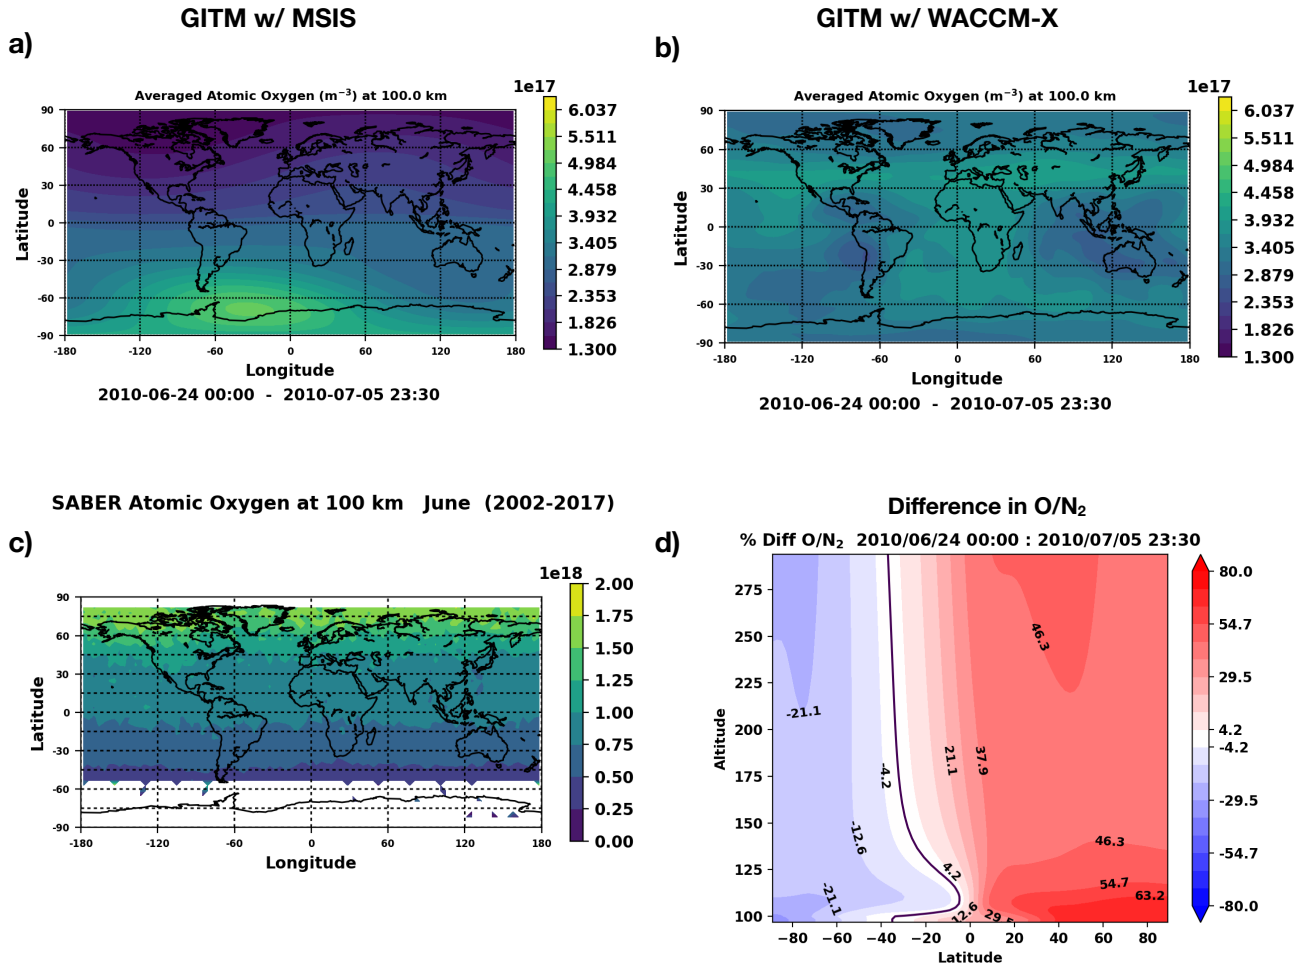 GITM w/ MSIS
a)
1e17
Averaged Atomic Oxygen (m⁻³) at 100.0 km
90
60
30
0
-30
-60
-90
Latitude
-180 -120 -60 0 60 120 180
Longitude
2010-06-24 00:00 - 2010-07-05 23:30
6.037
5.511
4.984
4.458
3.932
3.405
2.879
2.353
1.826
1.300
GITM w/ WACCM-X
b)
1e17
Averaged Atomic Oxygen (m⁻³) at 100.0 km
90
60
30
0
-30
-60
-90
Latitude
-180 -120 -60 0 60 120 180
Longitude
2010-06-24 00:00 - 2010-07-05 23:30
6.037
5.511
4.984
4.458
3.932
3.405
2.879
2.353
1.826
1.300
SABER Atomic Oxygen at 100 km June (2002-2017)
c)
1e18
90
60
30
0
-30
-60
-90
Latitude
-180 -120 -60 0 60 120 180
Longitude
2.00
1.75
1.50
1.25
1.00
0.75
0.50
0.25
0.00
Difference in O/N₂
d)
% Diff O/N₂ 2010/06/24 00:00 : 2010/07/05 23:30
275
250
225
200
175
150
125
100
Altitude
46.3
-21.1
21.1
37.9
-4.2
-12.6
46.3
4.2
54.7
-21.1
63.2
12.6
29.5
−80 −60 −40 −20 0 20 40 60 80
Latitude
80.0
54.7
29.5
4.2
-4.2
-29.5
-54.7
-80.0